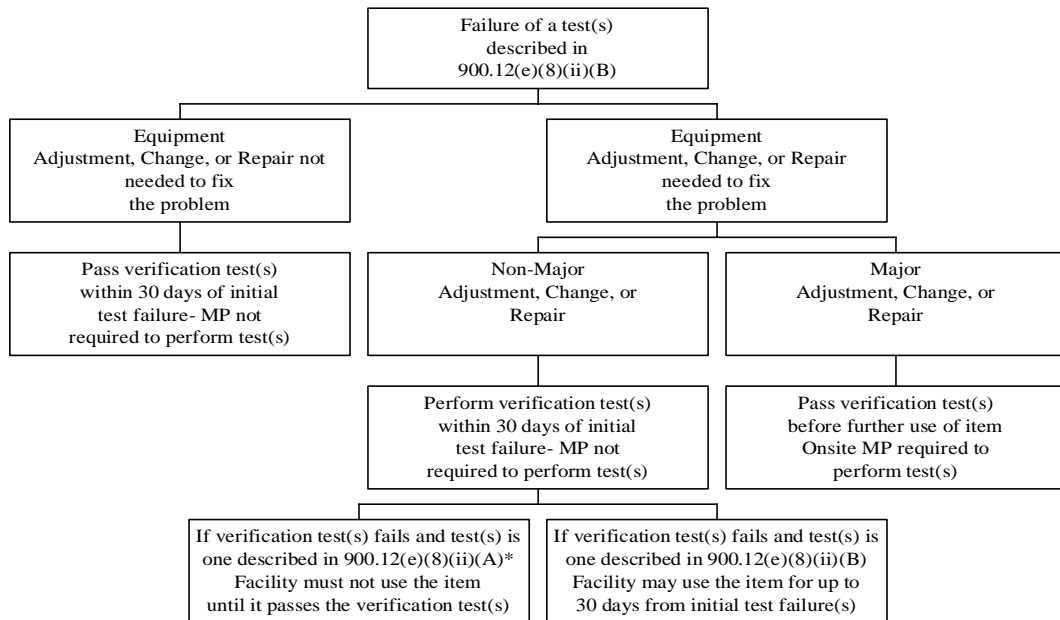 Failure of a test(s)
described in
900.12(e)(8)(ii)(B)
Equipment
Adjustment, Change, or Repair not
needed to fix
the problem
Equipment
Adjustment, Change, or Repair
needed to fix
the problem
Pass verification test(s)
within 30 days of initial
test failure- MP not
required to perform test(s)
Non-Major
Adjustment, Change, or
Repair
Major
Adjustment, Change, or
Repair
Perform verification test(s)
within 30 days of initial
test failure- MP not
required to perform test(s)
Pass verification test(s)
before further use of item
Onsite MP required to
perform test(s)
If verification test(s) fails and test(s) is
one described in 900.12(e)(8)(ii)(A)*
Facility must not use the item
until it passes the verification test(s)
If verification test(s) fails and test(s) is
one described in 900.12(e)(8)(ii)(B)
Facility may use the item for up to
30 days from initial test failure(s)